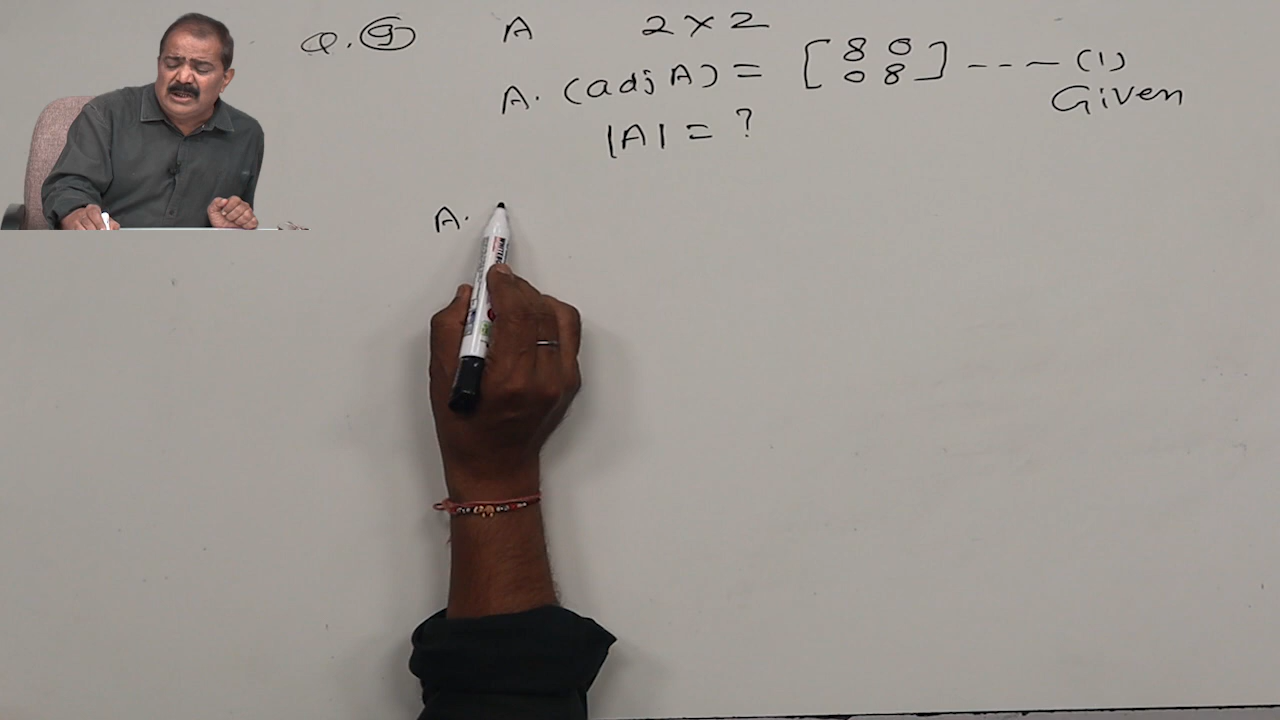 Q. 9 A 2 × 2
A. (adj A) = [8 0 0 8] --- (1)
Given
|A| = ?
A.